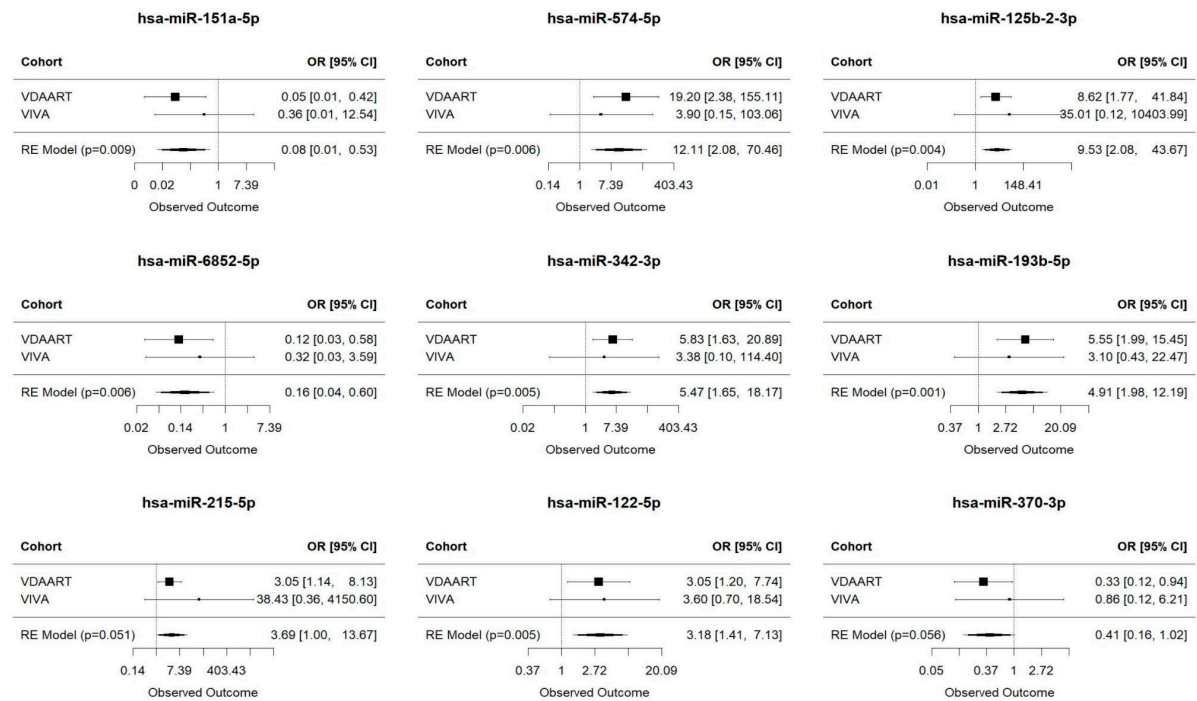 hsa-miR-151a-5p
Cohort OR [95% CI]
VDAART 0.05 [0.01, 0.42]
VIVA 0.36 [0.01, 12.54]
RE Model (p=0.009) 0.08 [0.01, 0.53]
0 0.02 1 7.39
Observed Outcome
hsa-miR-574-5p
Cohort OR [95% CI]
VDAART 19.20 [2.38, 155.11]
VIVA 3.90 [0.15, 103.06]
RE Model (p=0.006) 12.11 [2.08, 70.46]
0.14 1 7.39 403.43
Observed Outcome
hsa-miR-125b-2-3p
Cohort OR [95% CI]
VDAART 8.62 [1.77, 41.84]
VIVA 35.01 [0.12, 10403.99]
RE Model (p=0.004) 9.53 [2.08, 43.67]
0.01 1 148.41
Observed Outcome
hsa-miR-6852-5p
Cohort OR [95% CI]
VDAART 0.12 [0.03, 0.58]
VIVA 0.32 [0.03, 3.59]
RE Model (p=0.006) 0.16 [0.04, 0.60]
0.02 0.14 1 7.39
Observed Outcome
hsa-miR-342-3p
Cohort OR [95% CI]
VDAART 5.83 [1.63, 20.89]
VIVA 3.38 [0.10, 114.40]
RE Model (p=0.005) 5.47 [1.65, 18.17]
0.02 1 7.39 403.43
Observed Outcome
hsa-miR-193b-5p
Cohort OR [95% CI]
VDAART 5.55 [1.99, 15.45]
VIVA 3.10 [0.43, 22.47]
RE Model (p=0.001) 4.91 [1.98, 12.19]
0.37 1 2.72 20.09
Observed Outcome
hsa-miR-215-5p
Cohort OR [95% CI]
VDAART 3.05 [1.14, 8.13]
VIVA 38.43 [0.36, 4150.60]
RE Model (p=0.051) 3.69 [1.00, 13.67]
0.14 7.39 403.43
Observed Outcome
hsa-miR-122-5p
Cohort OR [95% CI]
VDAART 3.05 [1.20, 7.74]
VIVA 3.60 [0.70, 18.54]
RE Model (p=0.005) 3.18 [1.41, 7.13]
0.37 1 2.72 20.09
Observed Outcome
hsa-miR-370-3p
Cohort OR [95% CI]
VDAART 0.33 [0.12, 0.94]
VIVA 0.86 [0.12, 6.21]
RE Model (p=0.056) 0.41 [0.16, 1.02]
0.05 0.37 1 2.72
Observed Outcome